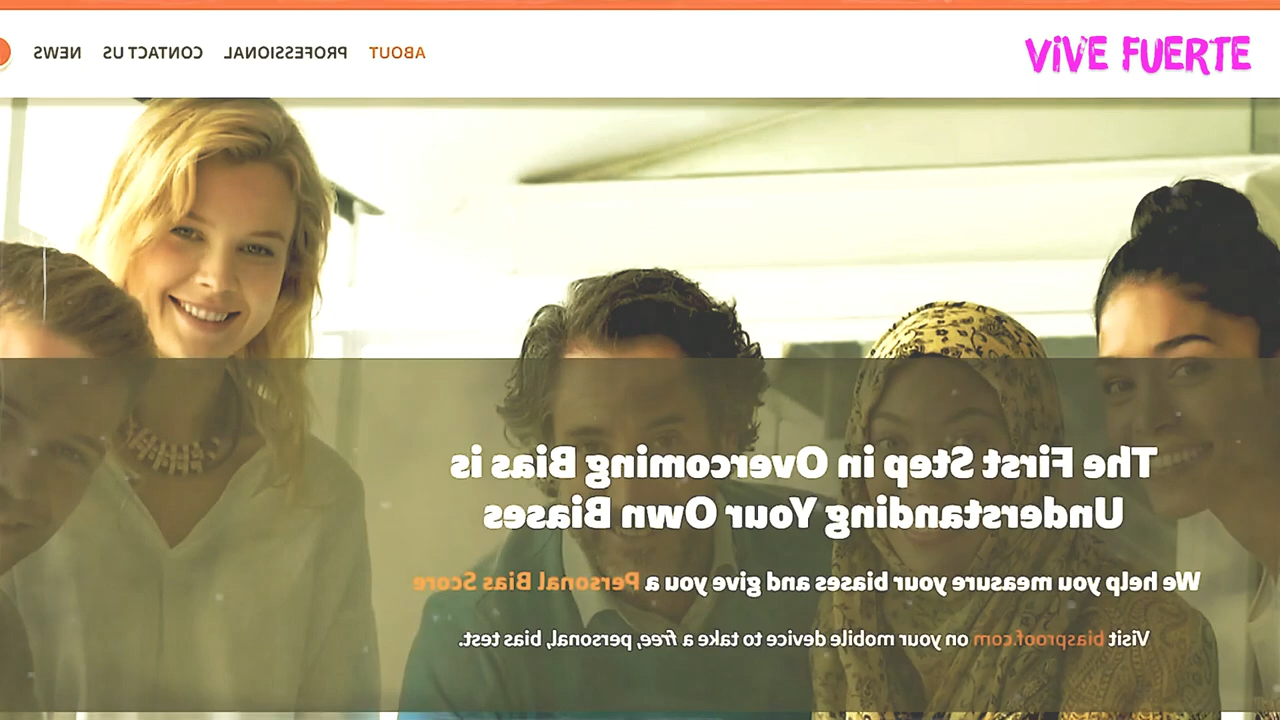 VIVE FUERTE
ABOUT PROFESSIONAL CONTACT US NEWS
The First Step in Overcoming Bias is
Understanding Your Own Biases
We help you measure your biases and give you a Personal Bias Score
Visit biasproof.com on your mobile device to take a free, personal, bias test.